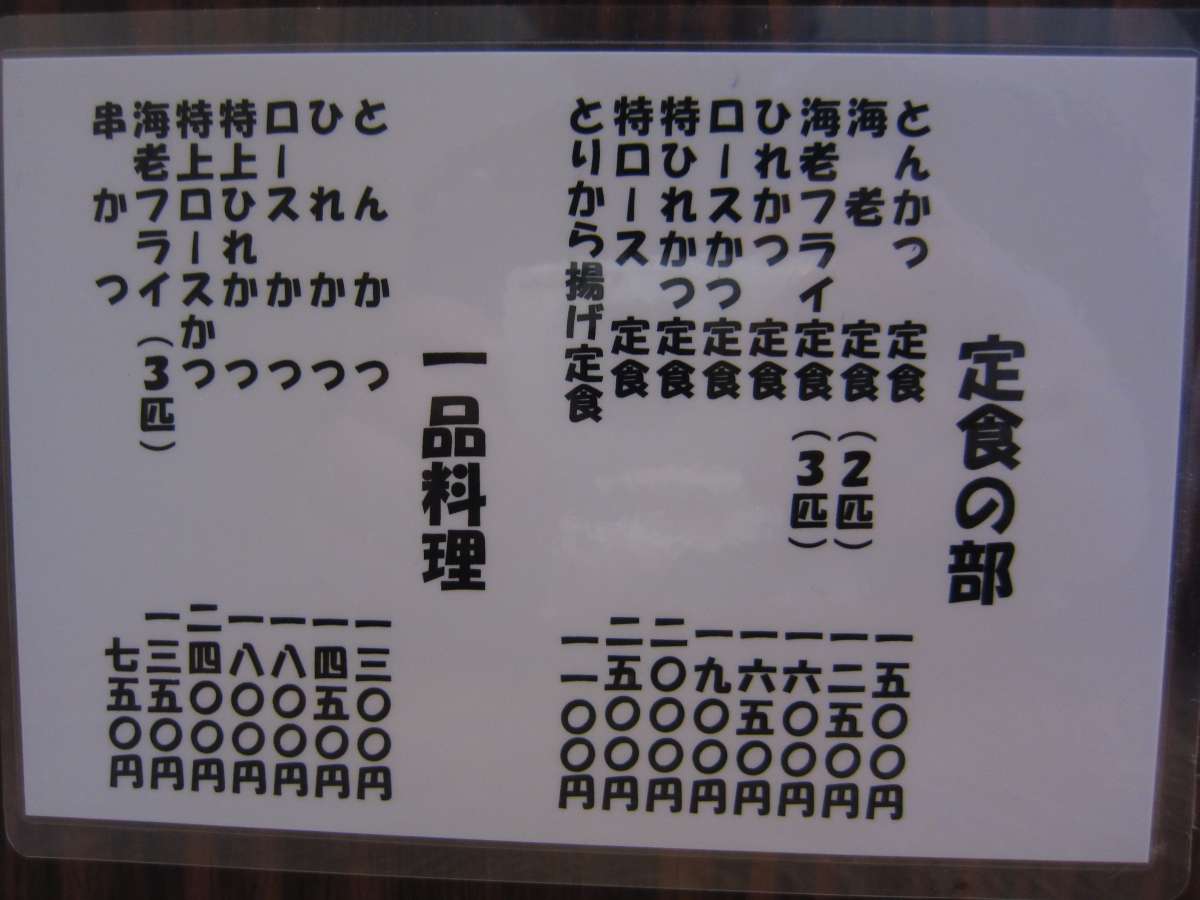 定食の部
とんかつ 定食 一五〇〇円
海 老 定食（2匹） 一二五〇円
海老フライ定食（3匹） 一六〇〇円
ひれかつ 定食 一六五〇円
ロースかつ定食 一九〇〇円
特ひれかつ定食 二〇〇〇円
特ロース 定食 二五〇〇円
とりから揚げ定食 一一〇〇円
一品料理
とんかつ 一三〇〇円
ひれかつ 一四五〇円
ロースかつ 一八〇〇円
特上ひれかつ 一八〇〇円
特上ロースかつ 二四〇〇円
海老フライ（3匹） 一三五〇円
串かつ 七五〇円